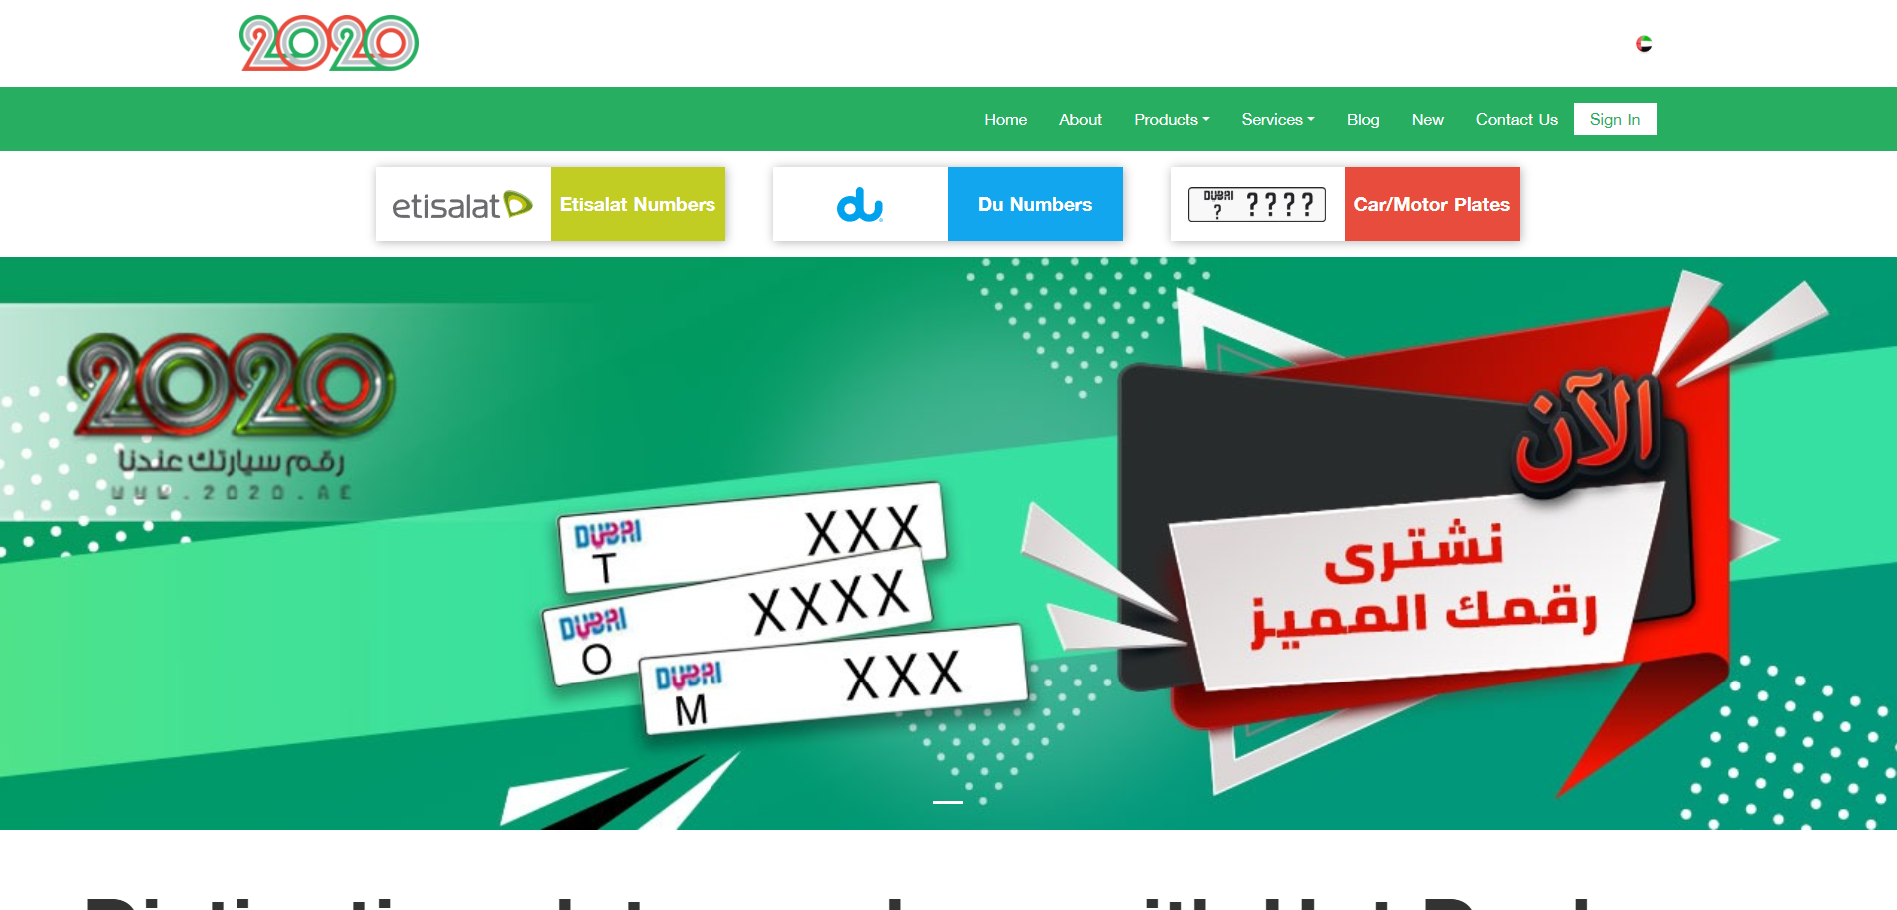 2020
Home About Products Services Blog New Contact Us Sign In
etisalat Etisalat Numbers
du Du Numbers
DUBAI ? ? ? ? ? Car/Motor Plates
2020
رقم سيارتك عندنا
WWW.2020.AE
الآن
نشترى
رقمك المميز
DUBAI
T XXX
DUBAI
O XXXX
DUBAI
M XXX